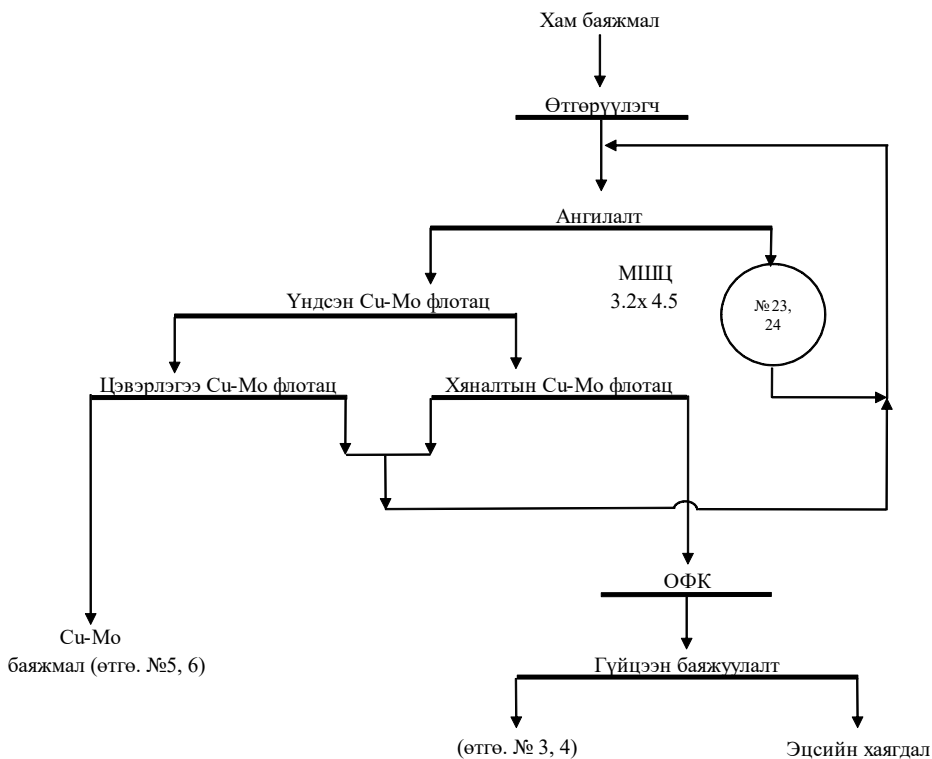 Хам баяжмал
Өтгөрүүлэгч
Ангилалт
МШЦ
3.2x 4.5
№23,
24
Үндсэн Cu-Mo флотац
Цэвэрлэгээ Cu-Mo флотац
Хяналтын Cu-Mo флотац
ОФК
Cu-Mo
баяжмал (өтгө. №5, 6)
Гүйцээн баяжуулалт
(өтгө. № 3, 4)
Эцсийн хаягдал